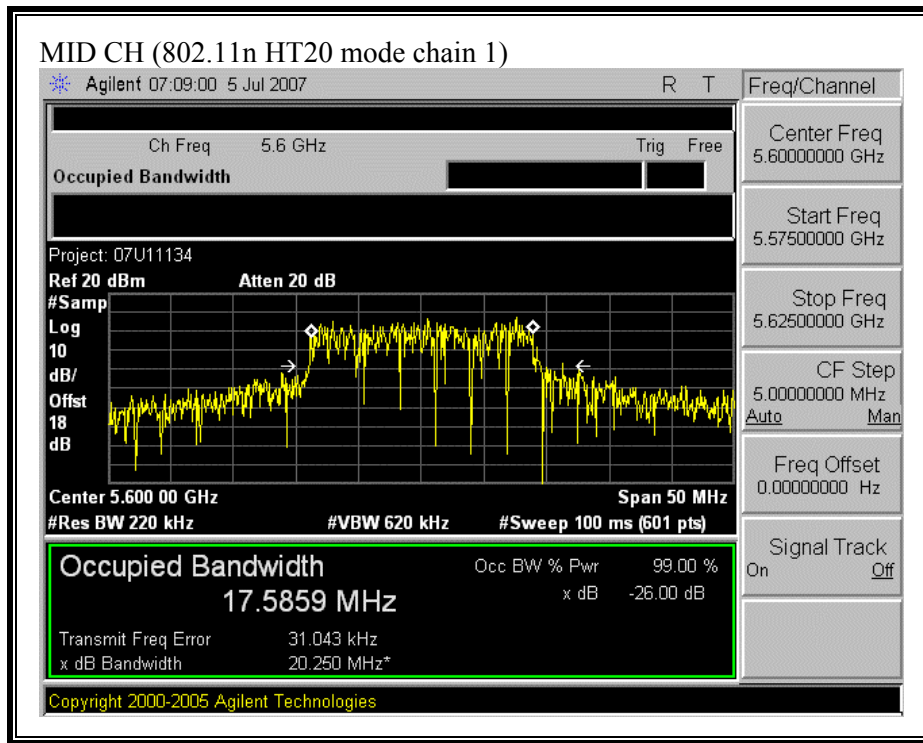 MID CH (802.11n HT20 mode chain 1)
Agilent 07:09:00 5 Jul 2007 R T
Freq/Channel
Ch Freq 5.6 GHz Trig Free
Occupied Bandwidth
Center Freq
5.60000000 GHz
Start Freq
5.57500000 GHz
Stop Freq
5.62500000 GHz
CF Step
5.00000000 MHz
Auto Man
Freq Offset
0.00000000 Hz
Signal Track
On Off
Project: 07U11134
Ref 20 dBm Atten 20 dB
#Samp
Log
10
dB/
Offst
18
dB
Center 5.600 00 GHz Span 50 MHz
#Res BW 220 kHz #VBW 620 kHz #Sweep 100 ms (601 pts)
Occupied Bandwidth Occ BW % Pwr 99.00 %
17.5859 MHz x dB -26.00 dB
Transmit Freq Error 31.043 kHz
x dB Bandwidth 20.250 MHz*
Copyright 2000-2005 Agilent Technologies